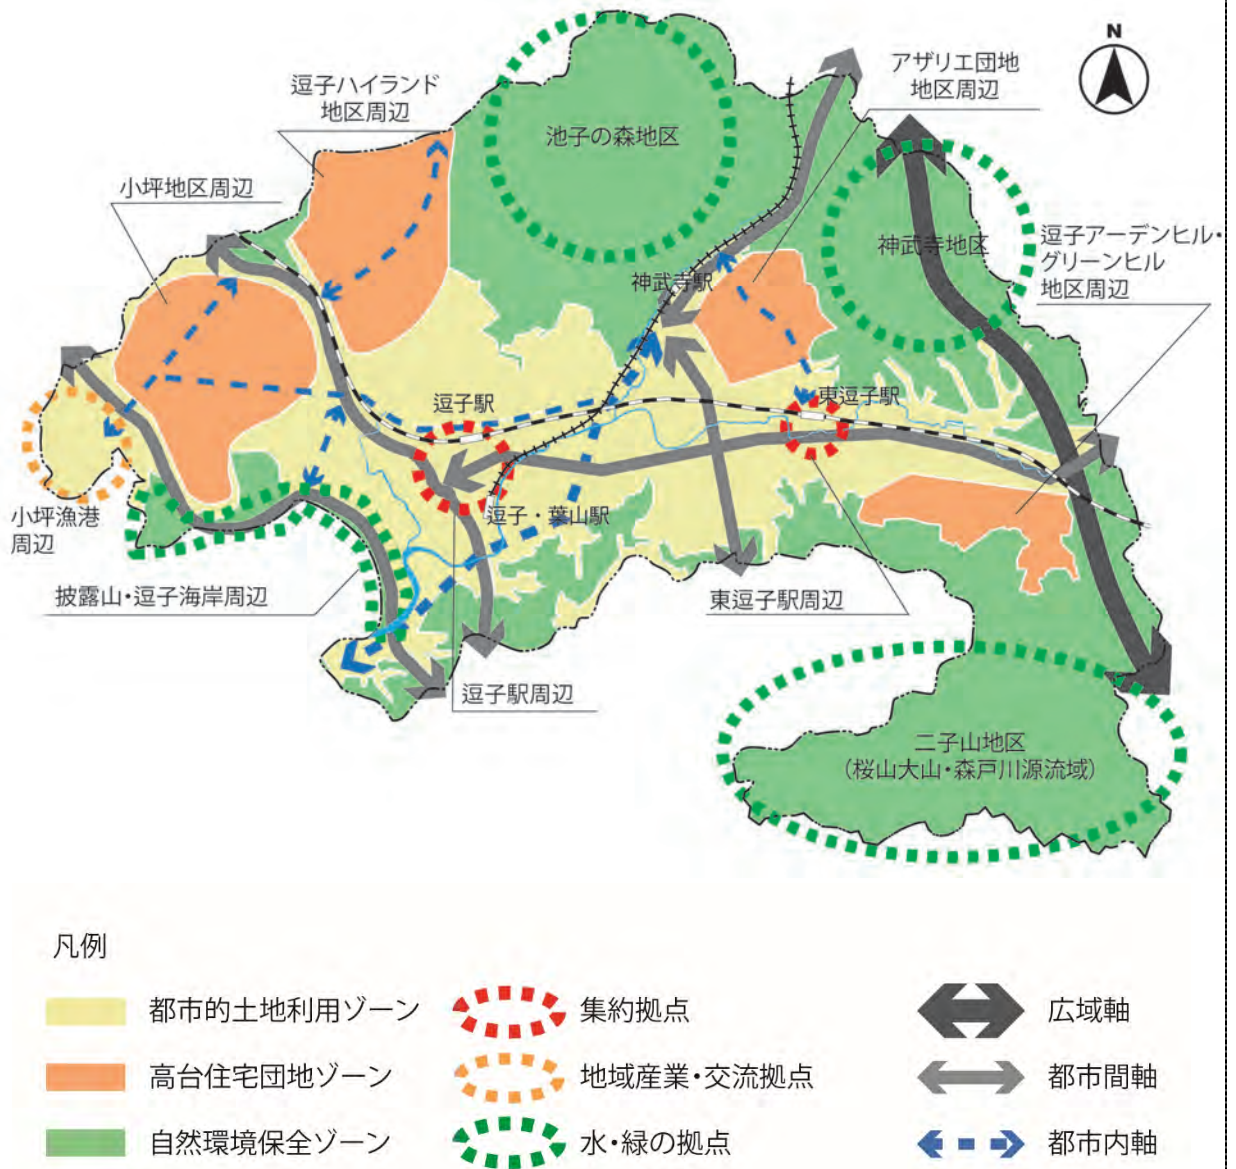 N
アザリエ団地
地区周辺
逗子ハイランド
地区周辺
池子の森地区
小坪地区周辺
神武寺地区
逗子アーデンヒル・
グリーンヒル
地区周辺
神武寺駅
逗子駅
東逗子駅
小坪漁港
周辺
逗子・葉山駅
披露山・逗子海岸周辺
東逗子駅周辺
逗子駅周辺
二子山地区
(桜山大山・森戸川源流域)
凡例
都市的土地利用ゾーン
集約拠点
広域軸
高台住宅団地ゾーン
地域産業・交流拠点
都市間軸
自然環境保全ゾーン
水・緑の拠点
都市内軸